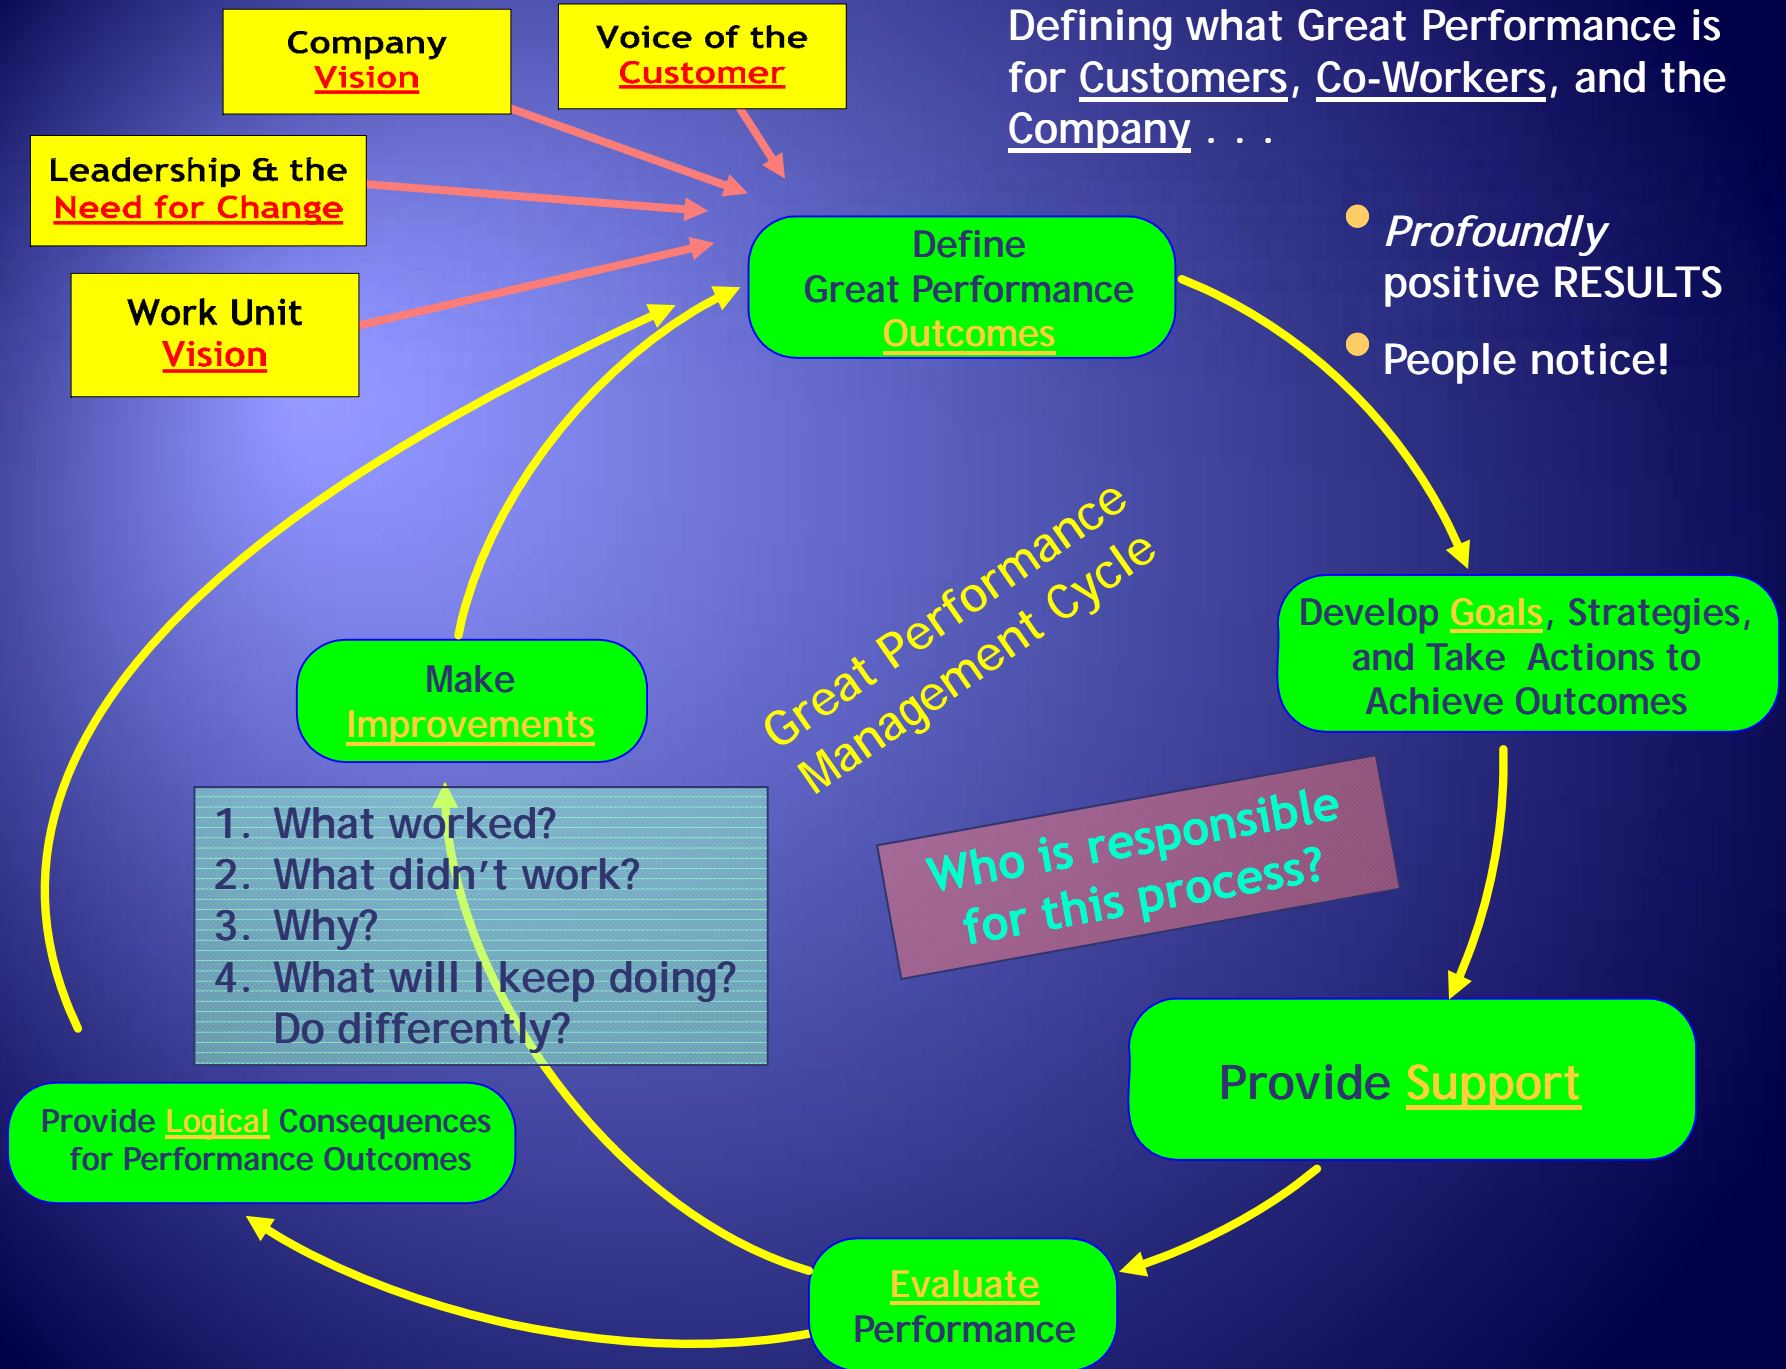 Company
Vision
Voice of the
Customer
Defining what Great Performance is
for Customers, Co-Workers, and the
Company . . .
Leadership & the
Need for Change
Work Unit
Vision
Profoundly
positive RESULTS
People notice!
Define
Great Performance
Outcomes
Great Performance
Management Cycle
Develop Goals, Strategies,
and Take Actions to
Achieve Outcomes
Make
Improvements
1. What worked?
2. What didn’t work?
3. Why?
4. What will I keep doing?
Do differently?
Who is responsible
for this process?
Provide Support
Provide Logical Consequences
for Performance Outcomes
Evaluate
Performance